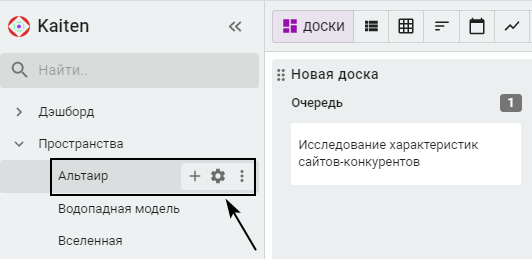 Kaiten
Найти..
Дэшборд
Пространства
Альтаир
Водопадная модель
Вселенная
ДОСКИ
Новая доска
Очередь 1
Исследование характеристик
сайтов-конкурентов